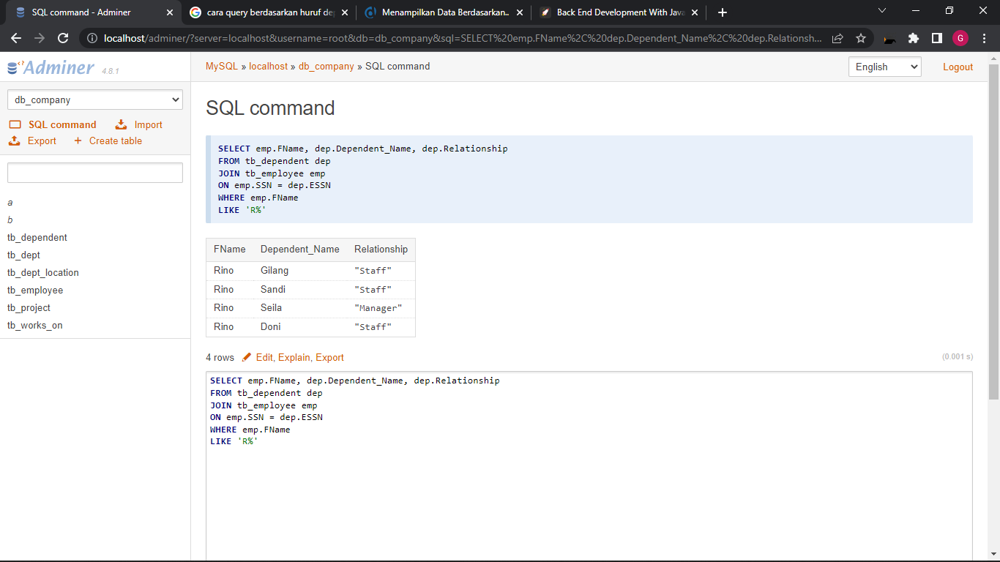 SQL command - Adminer
cara query berdasarkan huruf de
Menampilkan Data Berdasarkan..
Back End Development With Java
localhost/adminer/?server=localhost&username=root&db=db_company&sql=SELECT%20emp.FName%2C%20dep.Dependent_Name%2C%20dep.Relationsh...
G
Adminer 4.8.1
MySQL » localhost » db_company » SQL command
English
Logout
db_company
SQL command
Import
Export
+ Create table
a
b
tb_dependent
tb_dept
tb_dept_location
tb_employee
tb_project
tb_works_on
SQL command
SELECT emp.FName, dep.Dependent_Name, dep.Relationship
FROM tb_dependent dep
JOIN tb_employee emp
ON emp.SSN = dep.ESSN
WHERE emp.FName
LIKE 'R%'
FName Dependent_Name Relationship
Rino Gilang "Staff"
Rino Sandi "Staff"
Rino Seila "Manager"
Rino Doni "Staff"
4 rows Edit, Explain, Export
(0.001 s)
SELECT emp.FName, dep.Dependent_Name, dep.Relationship
FROM tb_dependent dep
JOIN tb_employee emp
ON emp.SSN = dep.ESSN
WHERE emp.FName
LIKE 'R%'